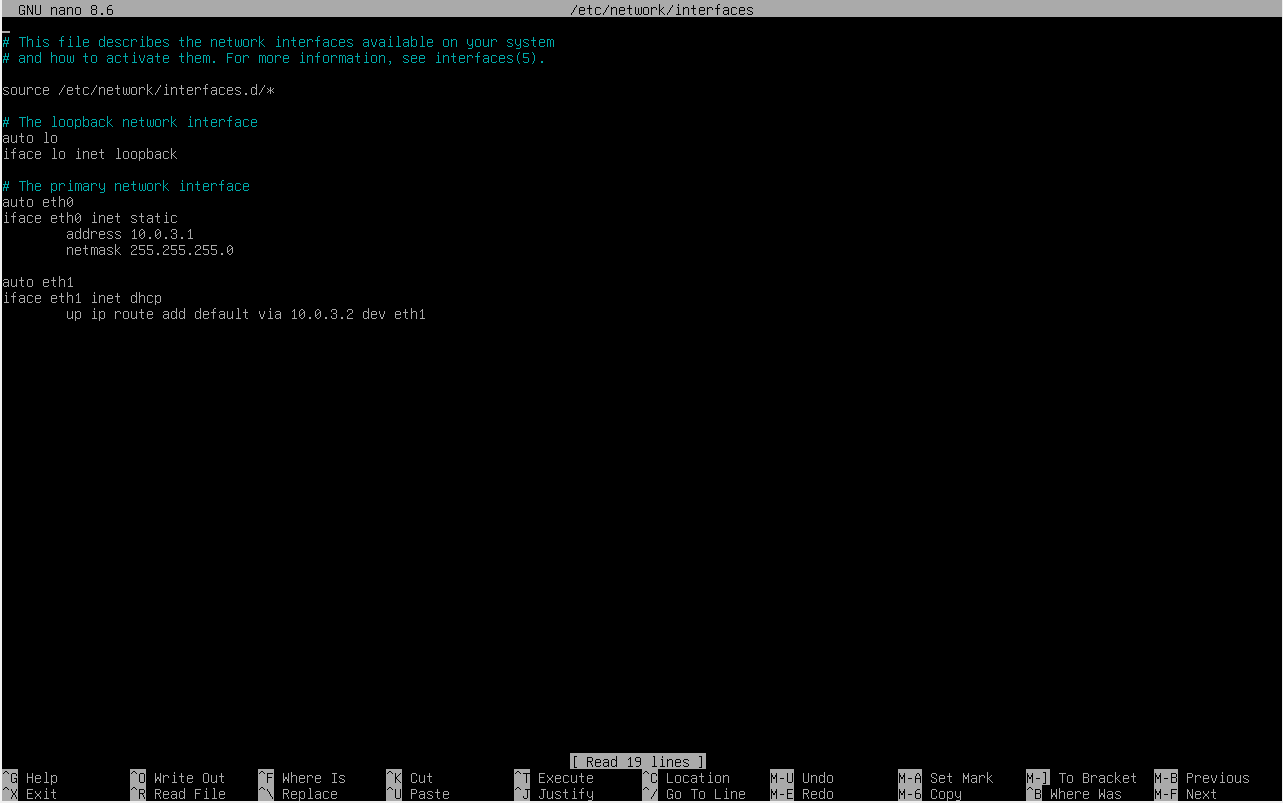 GNU nano 8.6 /etc/network/interfaces
# This file describes the network interfaces available on your system
# and how to activate them. For more information, see interfaces(5).
source /etc/network/interfaces.d/*
# The loopback network interface
auto lo
iface lo inet loopback
# The primary network interface
auto eth0
iface eth0 inet static
        address 10.0.3.1
        netmask 255.255.255.0
auto eth1
iface eth1 inet dhcp
        up ip route add default via 10.0.3.2 dev eth1
[ Read 19 lines ]
^G Help ^O Write Out ^F Where Is ^K Cut ^T Execute ^C Location M-U Undo M-A Set Mark M-] To Bracket M-B Previous
^X Exit ^R Read File ^\ Replace ^U Paste ^J Justify ^/ Go To Line M-E Redo M-6 Copy ^B Where Was M-F Next